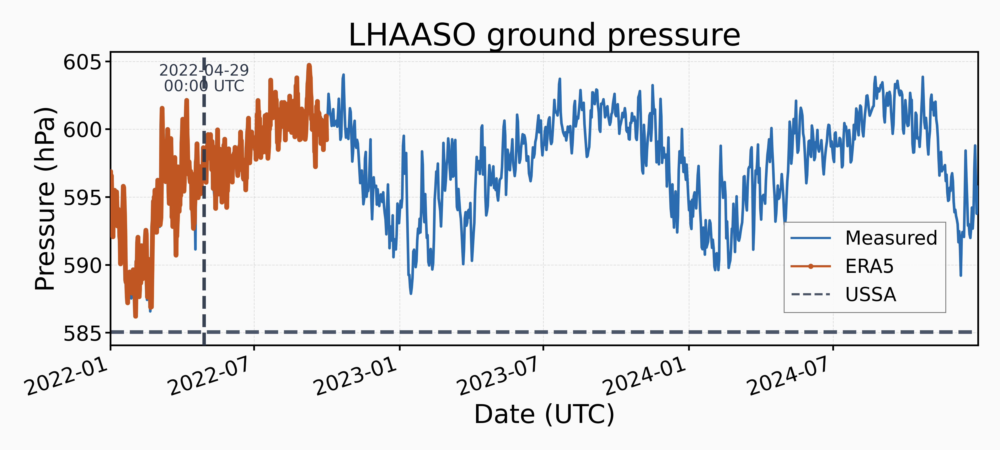 LHAASO ground pressure
605
600
595
590
585
Pressure (hPa)
2022-04-29
00:00 UTC
Measured
ERA5
USSA
2022-01
2022-07
2023-01
2023-07
2024-01
2024-07
Date (UTC)